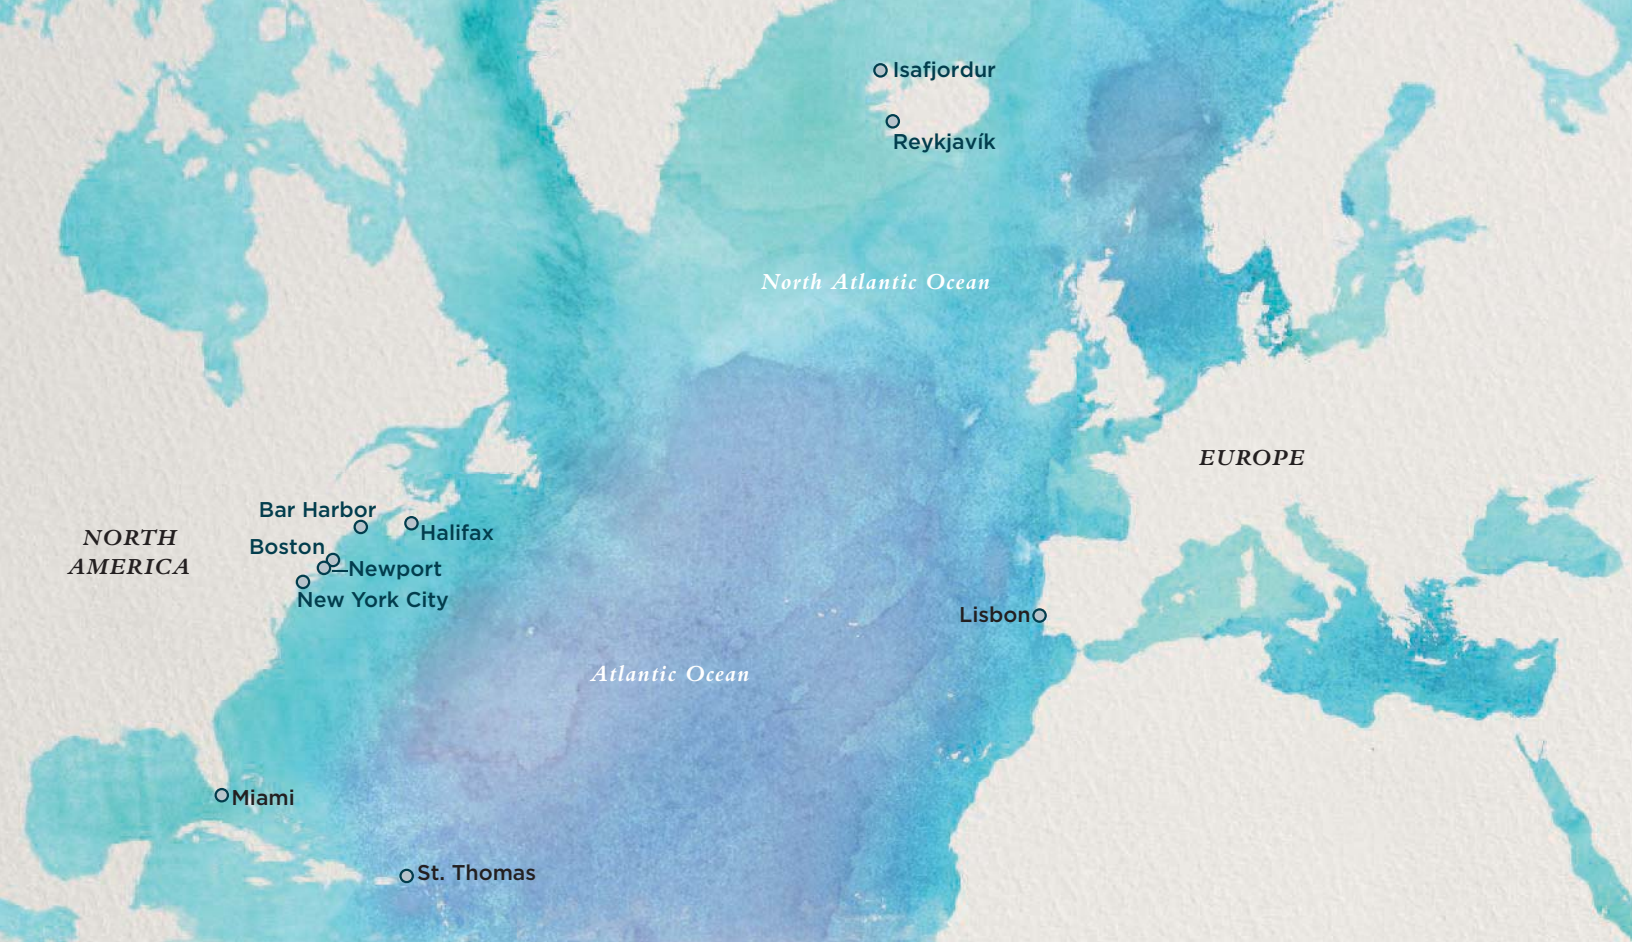 Isafjordur
Reykjavík
North Atlantic Ocean
EUROPE
Bar Harbor
Halifax
NORTH
AMERICA
Boston
Newport
New York City
Lisbon
Atlantic Ocean
Miami
St. Thomas